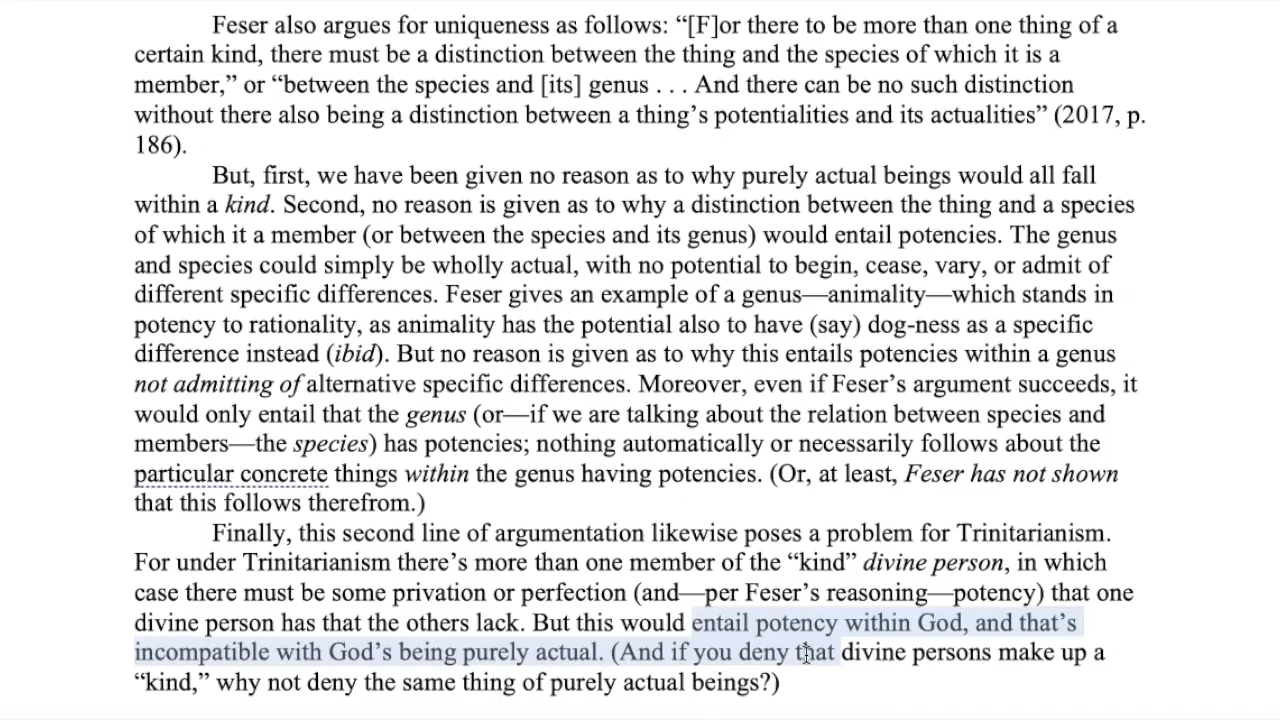 Feser also argues for uniqueness as follows: “[F]or there to be more than one thing of a
certain kind, there must be a distinction between the thing and the species of which it is a
member,” or “between the species and [its] genus . . . And there can be no such distinction
without there also being a distinction between a thing’s potentialities and its actualities” (2017, p.
186).
But, first, we have been given no reason as to why purely actual beings would all fall
within a kind. Second, no reason is given as to why a distinction between the thing and a species
of which it a member (or between the species and its genus) would entail potencies. The genus
and species could simply be wholly actual, with no potential to begin, cease, vary, or admit of
different specific differences. Feser gives an example of a genus—animality—which stands in
potency to rationality, as animality has the potential also to have (say) dog-ness as a specific
difference instead (ibid). But no reason is given as to why this entails potencies within a genus
not admitting of alternative specific differences. Moreover, even if Feser’s argument succeeds, it
would only entail that the genus (or—if we are talking about the relation between species and
members—the species) has potencies; nothing automatically or necessarily follows about the
particular concrete things within the genus having potencies. (Or, at least, Feser has not shown
that this follows therefrom.)
Finally, this second line of argumentation likewise poses a problem for Trinitarianism.
For under Trinitarianism there’s more than one member of the “kind” divine person, in which
case there must be some privation or perfection (and—per Feser’s reasoning—potency) that one
divine person has that the others lack. But this would entail potency within God, and that’s
incompatible with God’s being purely actual. (And if you deny that divine persons make up a
“kind,” why not deny the same thing of purely actual beings?)